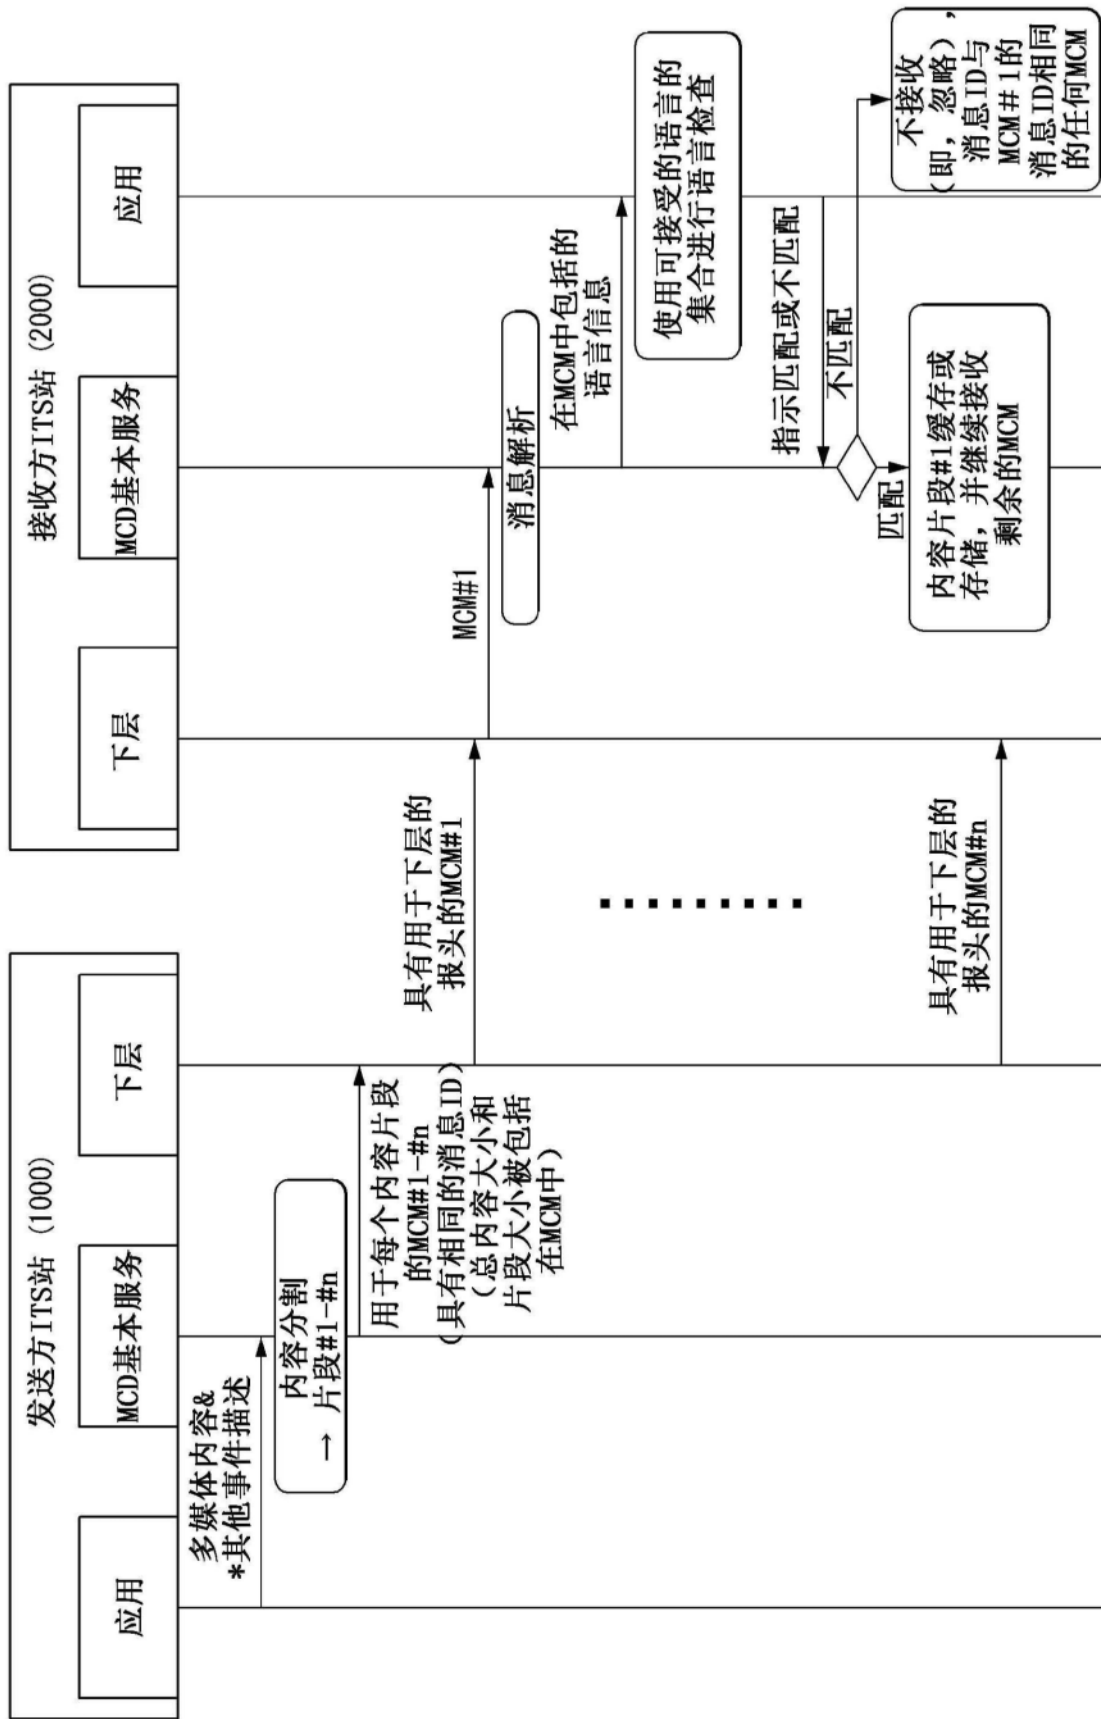 发送方ITS站 (1000)
应用
MCD基本服务
下层
接收方ITS站 (2000)
下层
MCD基本服务
应用
多媒体内容&
*其他事件描述
内容分割
→ 片段#1-#n
用于每个内容片段
的MCM#1-#n
(具有相同的消息ID)
(总内容大小和
片段大小被包括
在MCM中)
具有用于下层的
报头的MCM#1
MCM#1
消息解析
在MCM中包括的
语言信息
使用可接受的语言的
集合进行语言检查
指示匹配或不匹配
不匹配
匹配
不接收
(即, 忽略),
消息ID与
MCM#1的
消息ID相同
的任何MCM
内容片段#1缓存或
存储, 并继续接收
剩余的MCM
具有用于下层的
报头的MCM#n